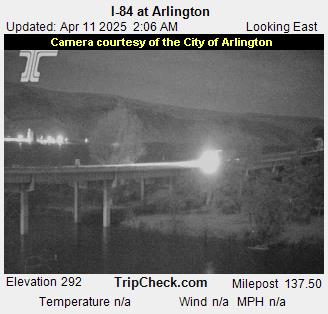 I-84 at Arlington
Updated: Apr 11 2025 2:06 AM Looking East
Camera courtesy of the City of Arlington
Elevation 292 TripCheck.com Milepost 137.50
Temperature n/a Wind n/a MPH n/a